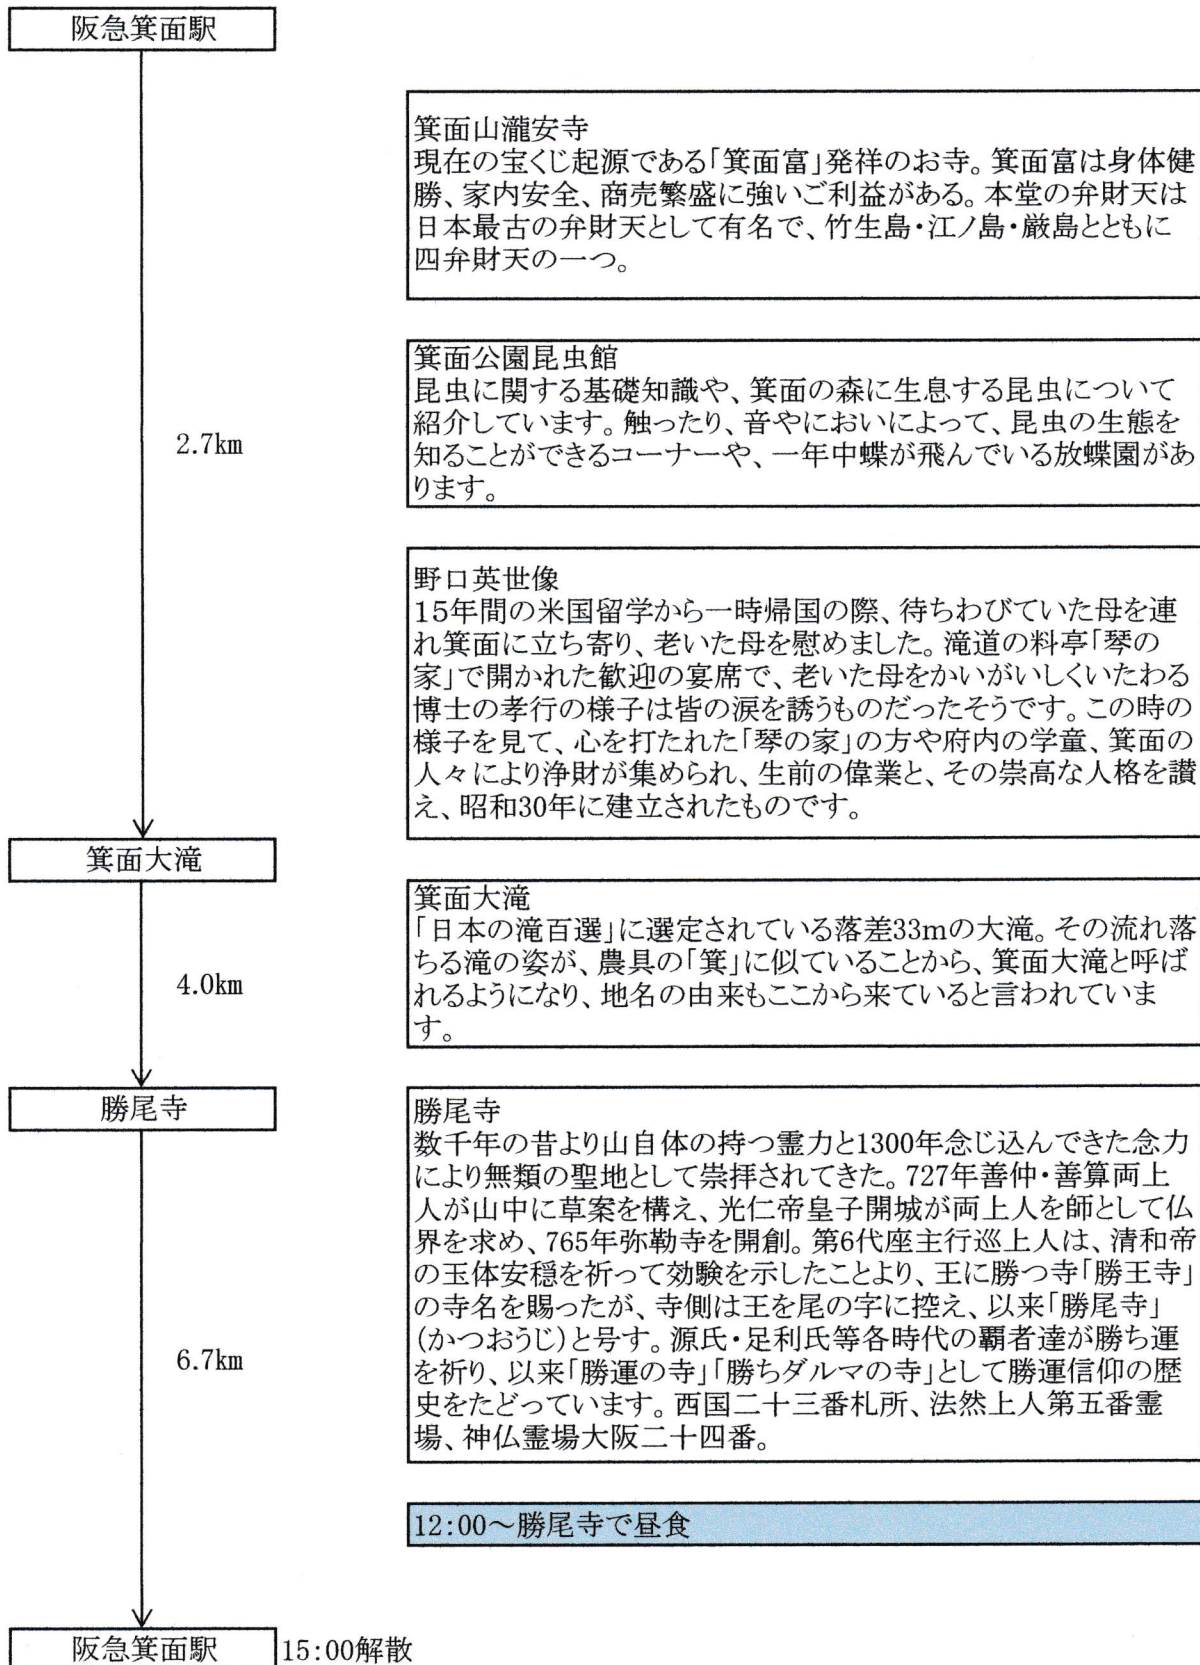 阪急箕面駅
箕面山瀧安寺
現在の宝くじ起源である「箕面富」発祥のお寺。箕面富は身体健
勝、家内安全、商売繁盛に強いご利益がある。本堂の弁財天は
日本最古の弁財天として有名で、竹生島・江ノ島・厳島とともに
四弁財天の一つ。
箕面公園昆虫館
昆虫に関する基礎知識や、箕面の森に生息する昆虫について
紹介しています。触ったり、音やにおいによって、昆虫の生態を
知ることができるコーナーや、一年中蝶が飛んでいる放蝶園があ
ります。
2.7km
野口英世像
15年間の米国留学から一時帰国の際、待ちわびていた母を連
れ箕面に立ち寄り、老いた母を慰めました。滝道の料亭「琴の
家」で開かれた歓迎の宴席で、老いた母をかいがいしくいたわる
博士の孝行の様子は皆の涙を誘うものだったそうです。この時の
様子を見て、心を打たれた「琴の家」の方や府内の学童、箕面の
人々により浄財が集められ、生前の偉業と、その崇高な人格を讃
え、昭和30年に建立されたものです。
箕面大滝
箕面大滝
「日本の滝百選」に選定されている落差33mの大滝。その流れ落
ちる滝の姿が、農具の「箕」に似ていることから、箕面大滝と呼ば
れるようになり、地名の由来もここから来ていると言われていま
す。
4.0km
勝尾寺
勝尾寺
数千年の昔より山自体の持つ霊力と1300年念じ込んできた念力
により無類の聖地として崇拝されてきた。727年善仲・善算両上
人が山中に草案を構え、光仁帝皇子開城が両上人を師として仏
界を求め、765年弥勒寺を開創。第6代座主行巡上人は、清和帝
の玉体安穏を祈って効験を示したことより、王に勝つ寺「勝王寺」
の寺名を賜ったが、寺側は王を尾の字に控え、以来「勝尾寺」
(かつおうじ)と号す。源氏・足利氏等各時代の覇者達が勝ち運
を祈り、以来「勝運の寺」「勝ちダルマの寺」として勝運信仰の歴
史をたどっています。西国二十三番札所、法然上人第五番霊
場、神仏霊場大阪二十四番。
6.7km
12:00～勝尾寺で昼食
阪急箕面駅
15:00解散